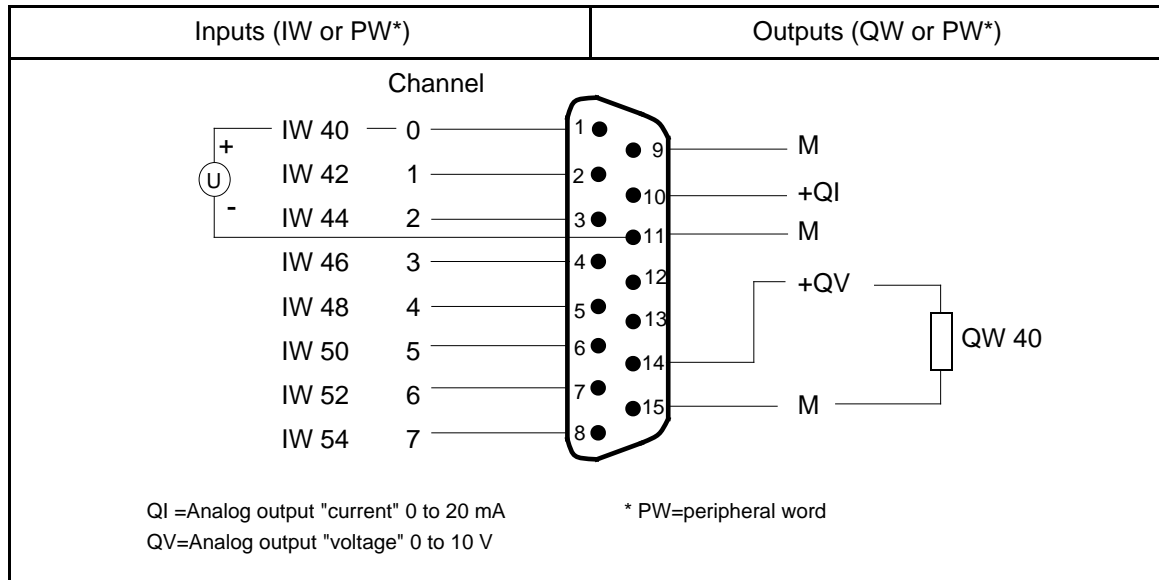 Inputs (IW or PW*)
Outputs (QW or PW*)
Channel
IW 40 0
IW 42 1
IW 44 2
IW 46 3
IW 48 4
IW 50 5
IW 52 6
IW 54 7
+
U
-
1
2
3
4
5
6
7
8
9
10
11
12
13
14
15
M
+QI
M
+QV
QW 40
M
QI =Analog output "current" 0 to 20 mA
QV=Analog output "voltage" 0 to 10 V
* PW=peripheral word